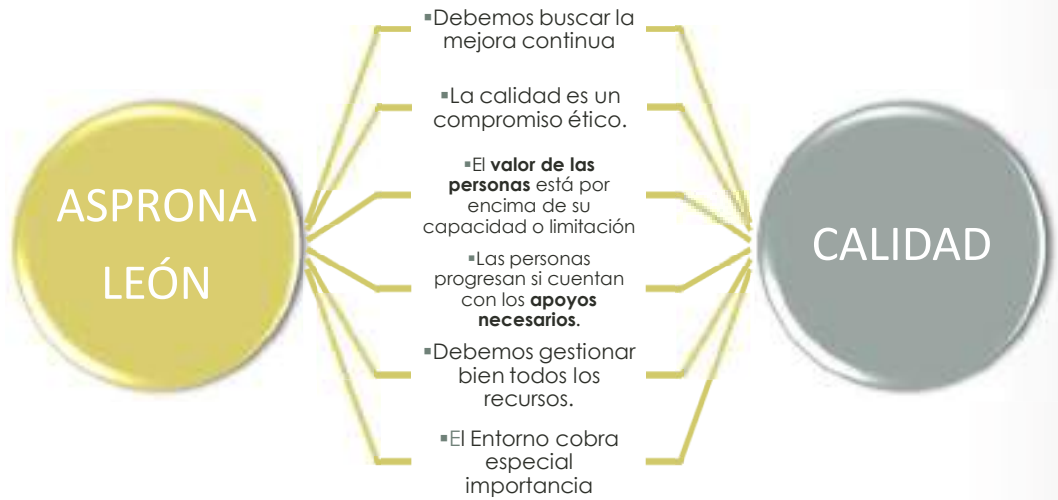 ASPRONA
LEÓN
▪Debemos buscar la
mejora continua
▪La calidad es un
compromiso ético.
▪El valor de las
personas está por
encima de su
capacidad o limitación
▪Las personas
progresan si cuentan
con los apoyos
necesarios.
▪Debemos gestionar
bien todos los
recursos.
▪El Entorno cobra
especial
importancia
CALIDAD